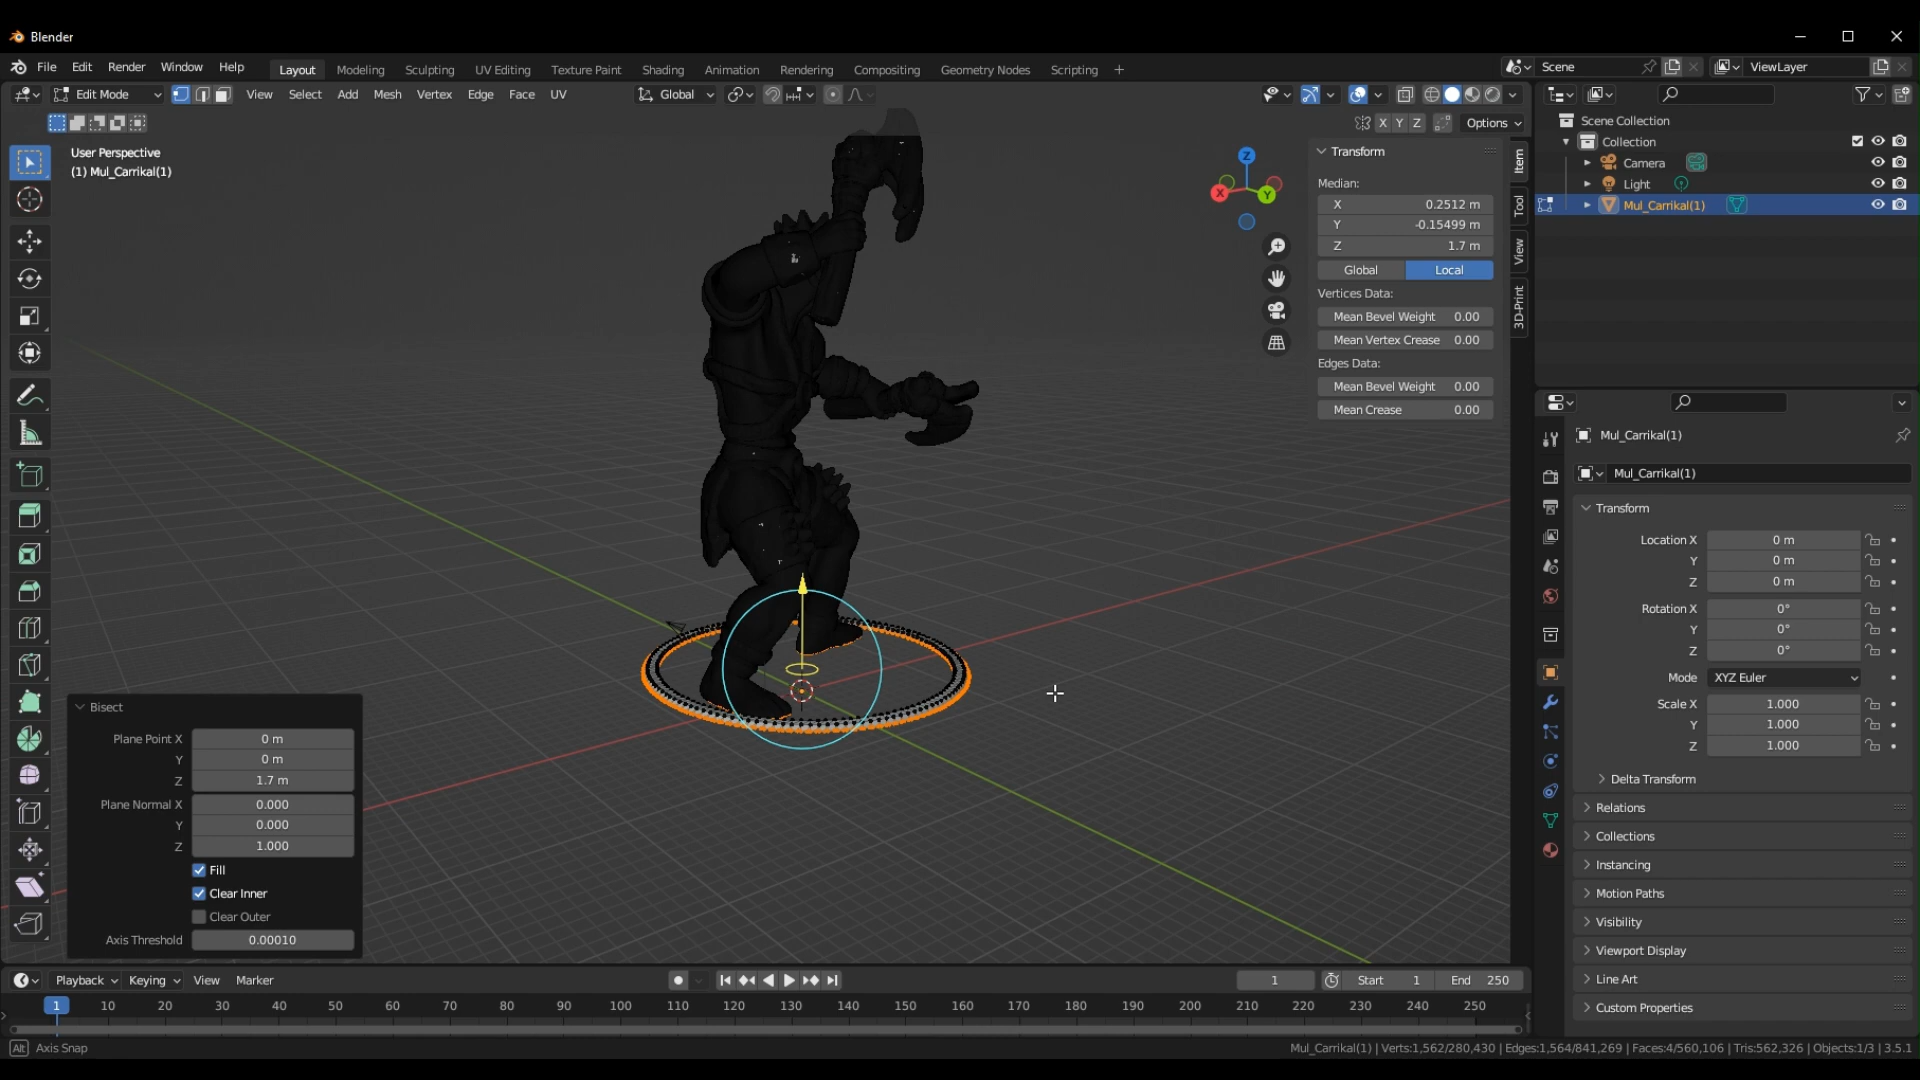 Blender
File Edit Render Window Help
Layout Modeling Sculpting UV Editing Texture Paint Shading Animation Rendering Compositing Geometry Nodes Scripting +
Scene
ViewLayer
Edit Mode View Select Add Mesh Vertex Edge Face UV
Global
X Y Z
Options
User Perspective
(1) Mul_Carrikal(1)
Z
X
Y
Transform
Median:
X 0.2512 m
Y -0.15499 m
Z 1.7 m
Global Local
Vertices Data:
Mean Bevel Weight 0.00
Mean Vertex Crease 0.00
Edges Data:
Mean Bevel Weight 0.00
Mean Crease 0.00
Item
Tool
View
3D-Print
Scene Collection
Collection
Camera
Light
Mul_Carrikal(1)
Mul_Carrikal(1)
Mul_Carrikal(1)
Transform
Location X 0 m
Y 0 m
Z 0 m
Rotation X 0°
Y 0°
Z 0°
Mode XYZ Euler
Scale X 1.000
Y 1.000
Z 1.000
Delta Transform
Relations
Collections
Instancing
Motion Paths
Visibility
Viewport Display
Line Art
Custom Properties
Bisect
Plane Point X 0 m
Y 0 m
Z 1.7 m
Plane Normal X 0.000
Y 0.000
Z 1.000
Fill
Clear Inner
Clear Outer
Axis Threshold 0.00010
Playback Keying View Marker
1 Start 1 End 250
1 10 20 30 40 50 60 70 80 90 100 110 120 130 140 150 160 170 180 190 200 210 220 230 240 250
Alt Axis Snap
Mul_Carrikal(1) | Verts:1,562/280,430 | Edges:1,564/841,269 | Faces:4/560,106 | Tris:562,326 | Objects:1/3 | 3.5.1